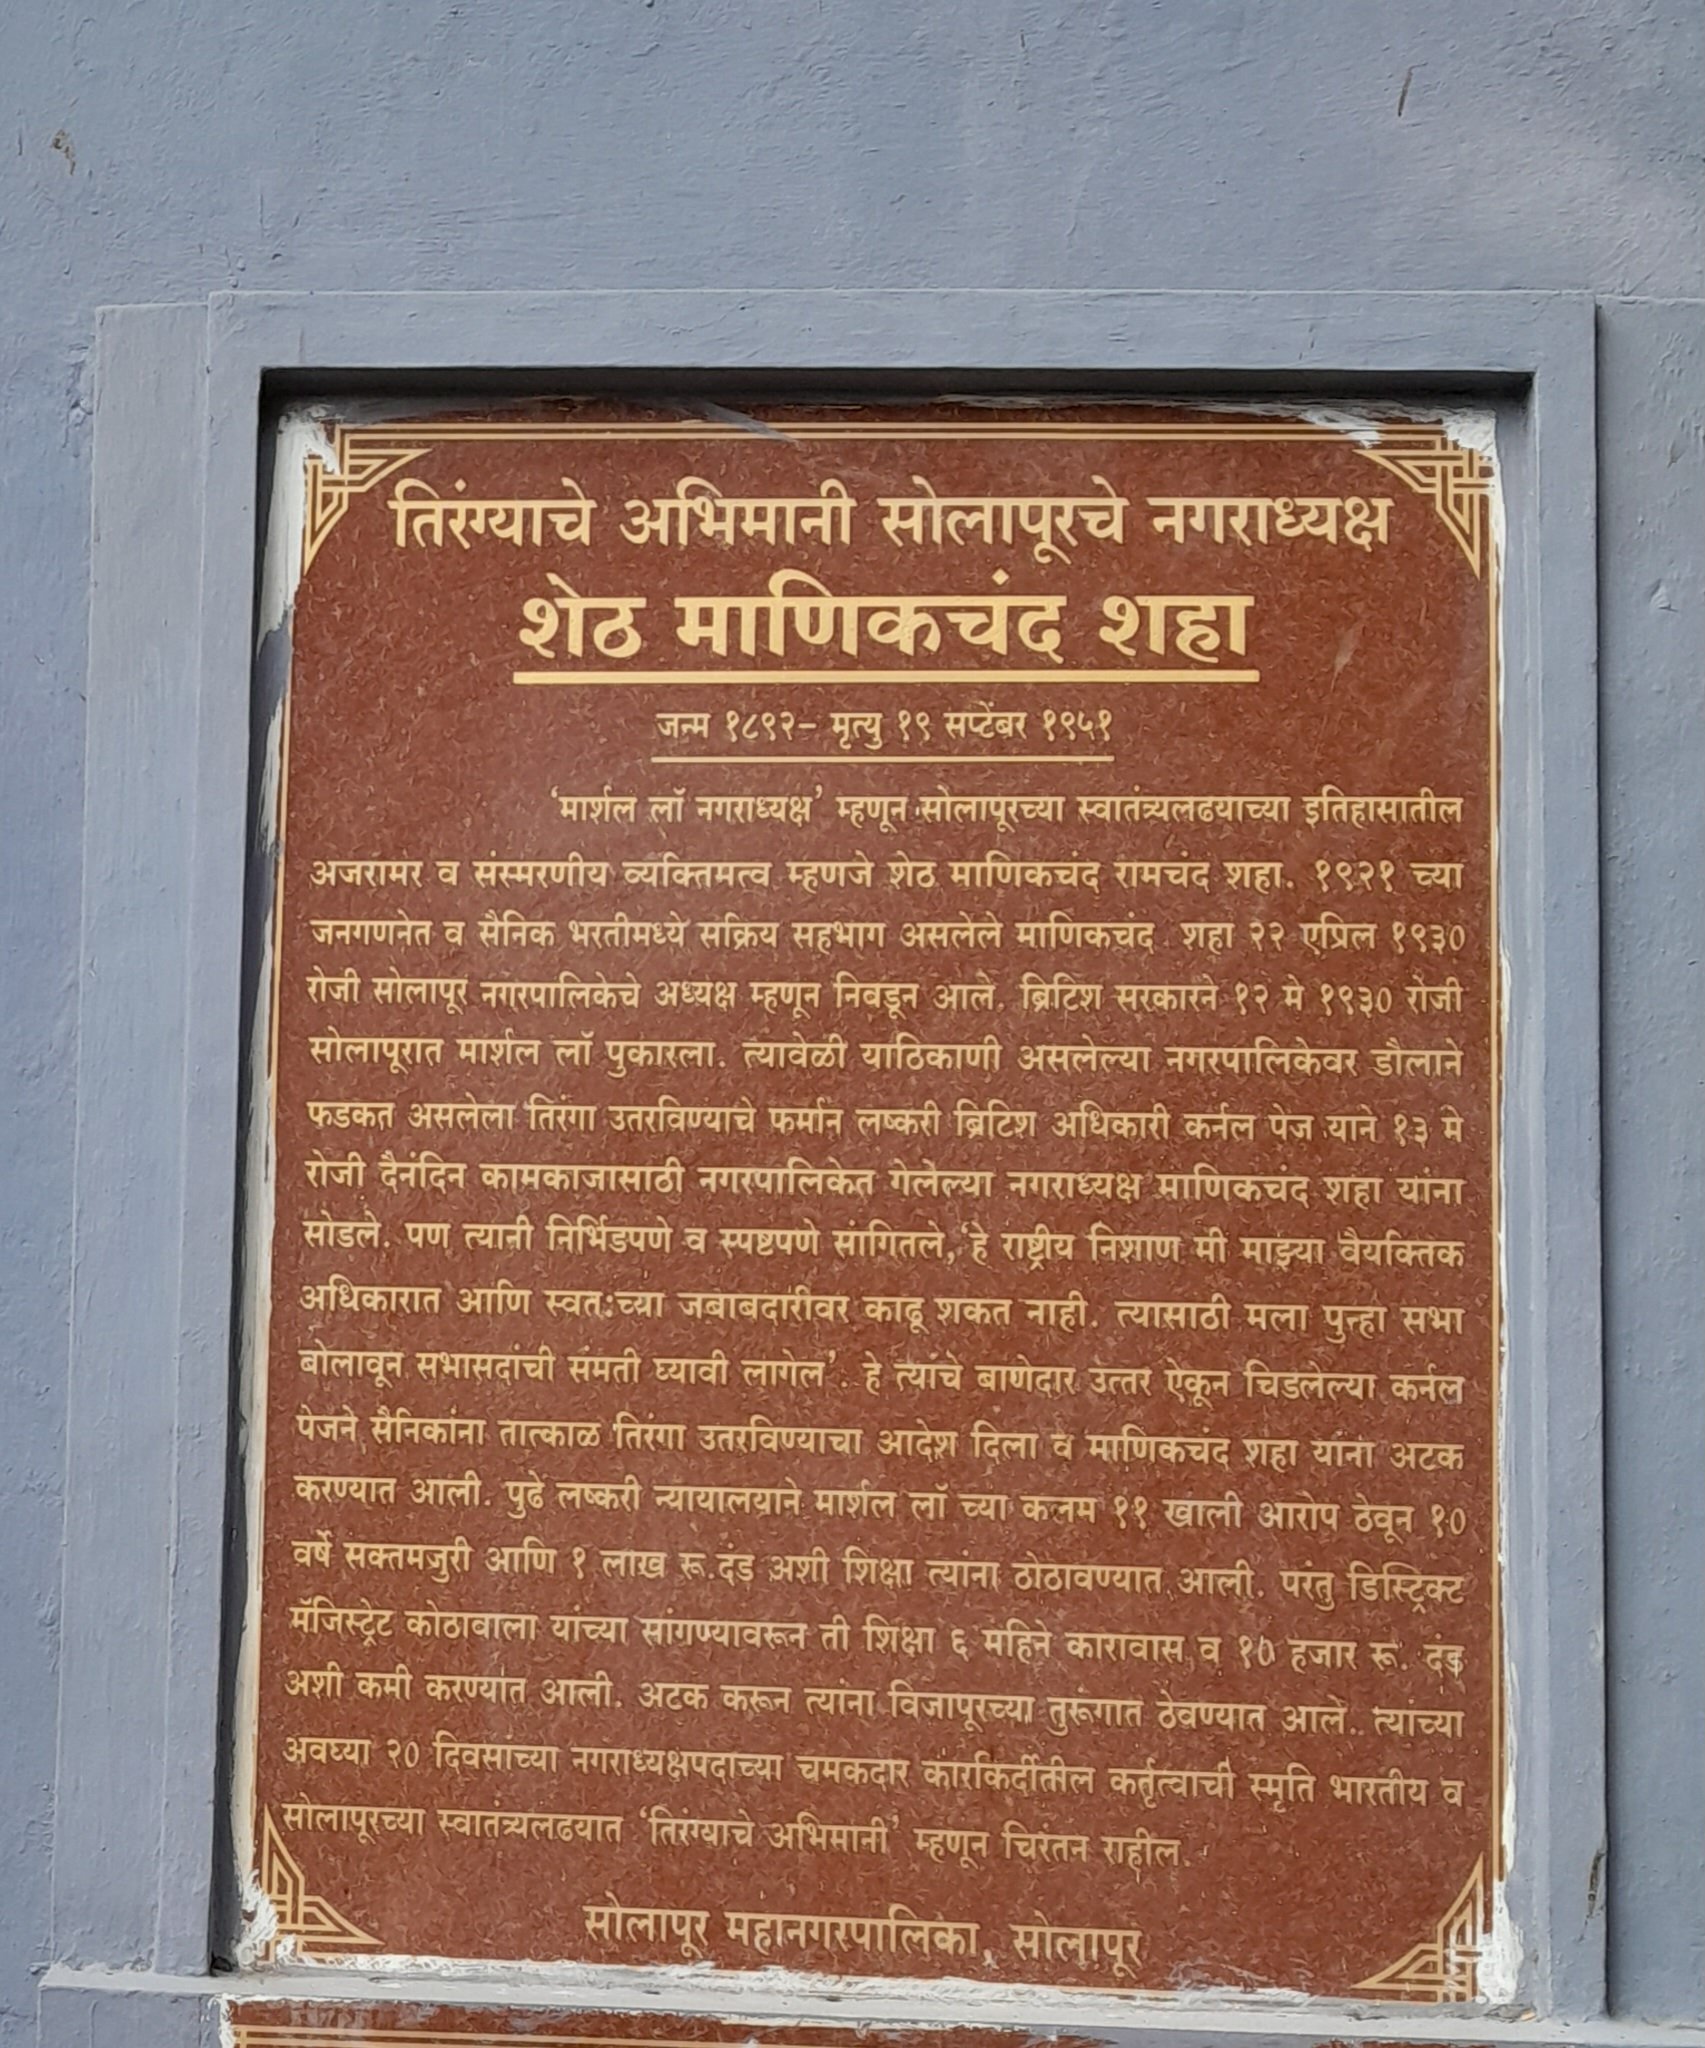 तिरंग्याचे अभिमानी सोलापूरचे नगराध्यक्ष
शेठ माणिकचंद शहा
जन्म १८९२- मृत्यु १९ सप्टेंबर १९५१
'मार्शल लॉ नगराध्यक्ष' म्हणून सोलापूरच्या स्वातंत्र्यलढयाच्या इतिहासातील
अजरामर व संस्मरणीय व्यक्तिमत्व म्हणजे शेठ माणिकचंद रामचंद शहा. १९२१ च्या
जनगणनेत व सैनिक भरतीमध्ये सक्रिय सहभाग असलेले माणिकचंद शहा २२ एप्रिल १९३०
रोजी सोलापूर नगरपालिकेचे अध्यक्ष म्हणून निवडून आले. ब्रिटिश सरकारने १२ मे १९३० रोजी
सोलापूरात मार्शल लॉ पुकारला. त्यावेळी याठिकाणी असलेल्या नगरपालिकेवर डौलाने
फडकत असलेला तिरंगा उतरविण्याचे फर्मान लष्करी ब्रिटिश अधिकारी कर्नल पेज याने १३ मे
रोजी दैनंदिन कामकाजासाठी नगरपालिकेत गेलेल्या नगराध्यक्ष माणिकचंद शहा यांना
सोडले. पण त्यानी निर्भिडपणे व स्पष्टपणे सांगितले, 'हे राष्ट्रीय निशाण मी माझ्या वैयक्तिक
अधिकारात आणि स्वतःच्या जबाबदारीवर काढू शकत नाही. त्यासाठी मला पुन्हा सभा
बोलावून सभासदांची संमती घ्यावी लागेल'. हे त्यांचे बाणेदार उत्तर ऐकून चिडलेल्या कर्नल
पेजने सैनिकांना तात्काळ तिरंगा उतरविण्याचा आदेश दिला व माणिकचंद शहा यांना अटक
करण्यात आली. पुढे लष्करी न्यायालयाने मार्शल लॉ च्या कलम ११ खाली आरोप ठेवून १०
वर्षे सक्तमजुरी आणि १ लाख रू.दंड अशी शिक्षा त्यांना ठोठावण्यात आली. परंतु डिस्ट्रिक्ट
मॅजिस्ट्रेट कोठावाला यांच्या सांगण्यावरून ती शिक्षा ६ महिने कारावास व १० हजार रू. दंड
अशी कमी करण्यात आली. अटक करून त्यांना विजापूरच्या तुरूंगात ठेवण्यात आले.. त्यांच्या
अवघ्या २० दिवसांच्या नगराध्यक्षपदाच्या चमकदार कारकिर्दीतील कर्तृत्वाची स्मृति भारतीय व
सोलापूरच्या स्वातंत्र्यलढयात 'तिरंग्याचे अभिमानी' म्हणून चिरंतन राहील.
सोलापूर महानगरपालिका, सोलापूर